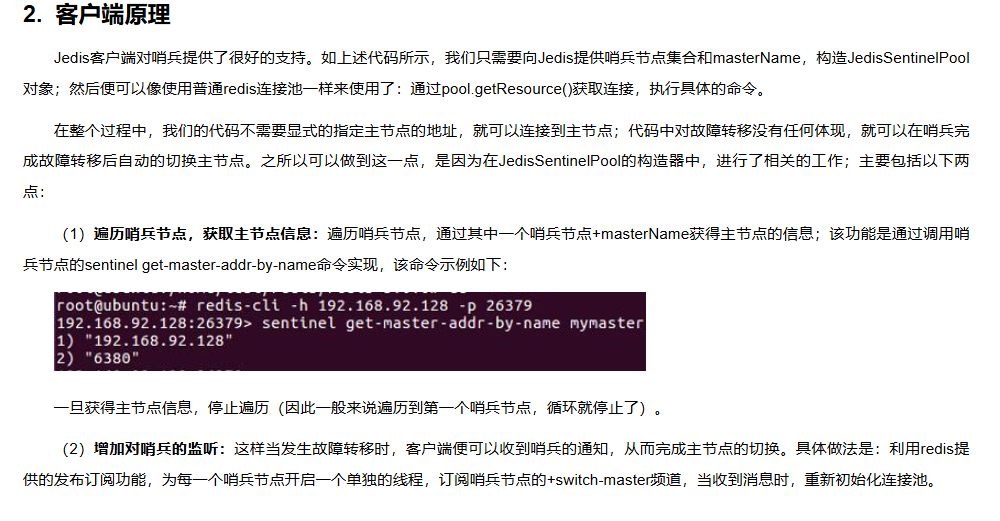 2. 客户端原理
Jedis客户端对哨兵提供了很好的支持。如上述代码所示，我们只需要向Jedis提供哨兵节点集合和masterName，构造JedisSentinelPool
对象；然后便可以像使用普通redis连接池一样来使用了：通过pool.getResource()获取连接，执行具体的命令。
在整个过程中，我们的代码不需要显式的指定主节点的地址，就可以连接到主节点；代码中对故障转移没有任何体现，就可以在哨兵完
成故障转移后自动的切换主节点。之所以可以做到这一点，是因为在JedisSentinelPool的构造器中，进行了相关的工作；主要包括以下两
点：
（1）遍历哨兵节点，获取主节点信息：遍历哨兵节点，通过其中一个哨兵节点+masterName获得主节点的信息；该功能是通过调用哨
兵节点的sentinel get-master-addr-by-name命令实现，该命令示例如下：
root@ubuntu:~# redis-cli -h 192.168.92.128 -p 26379
192.168.92.128:26379> sentinel get-master-addr-by-name mymaster
1) "192.168.92.128"
2) "6380"
一旦获得主节点信息，停止遍历（因此一般来说遍历到第一个哨兵节点，循环就停止了）。
（2）增加对哨兵的监听：这样当发生故障转移时，客户端便可以收到哨兵的通知，从而完成主节点的切换。具体做法是：利用redis提
供的发布订阅功能，为每一个哨兵节点开启一个单独的线程，订阅哨兵节点的+switch-master频道，当收到消息时，重新初始化连接池。